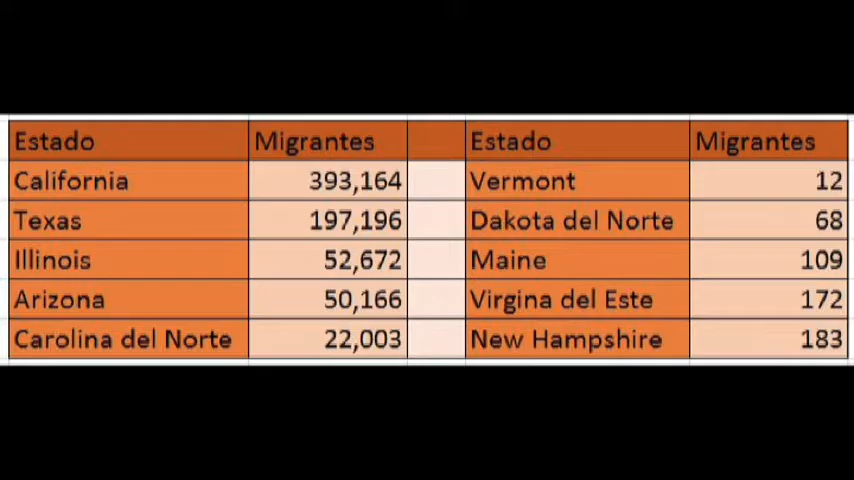 Estado Migrantes Estado Migrantes
California 393,164 Vermont 12
Texas 197,196 Dakota del Norte 68
Illinois 52,672 Maine 109
Arizona 50,166 Virgina del Este 172
Carolina del Norte 22,003 New Hampshire 183